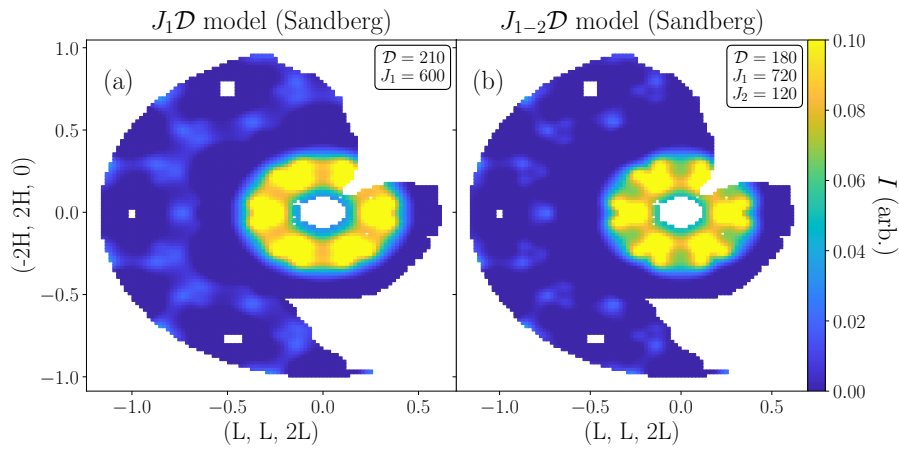 J₁𝒟 model (Sandberg)
J₁₋₂𝒟 model (Sandberg)
(a)
𝒟 = 210
J₁ = 600
(b)
𝒟 = 180
J₁ = 720
J₂ = 120
1.0
0.5
0.0
−0.5
−1.0
(-2H, 2H, 0)
−1.0
−0.5
0.0
0.5
(L, L, 2L)
−1.0
−0.5
0.0
0.5
(L, L, 2L)
0.10
0.08
0.06
0.04
0.02
0.00
I (arb.)